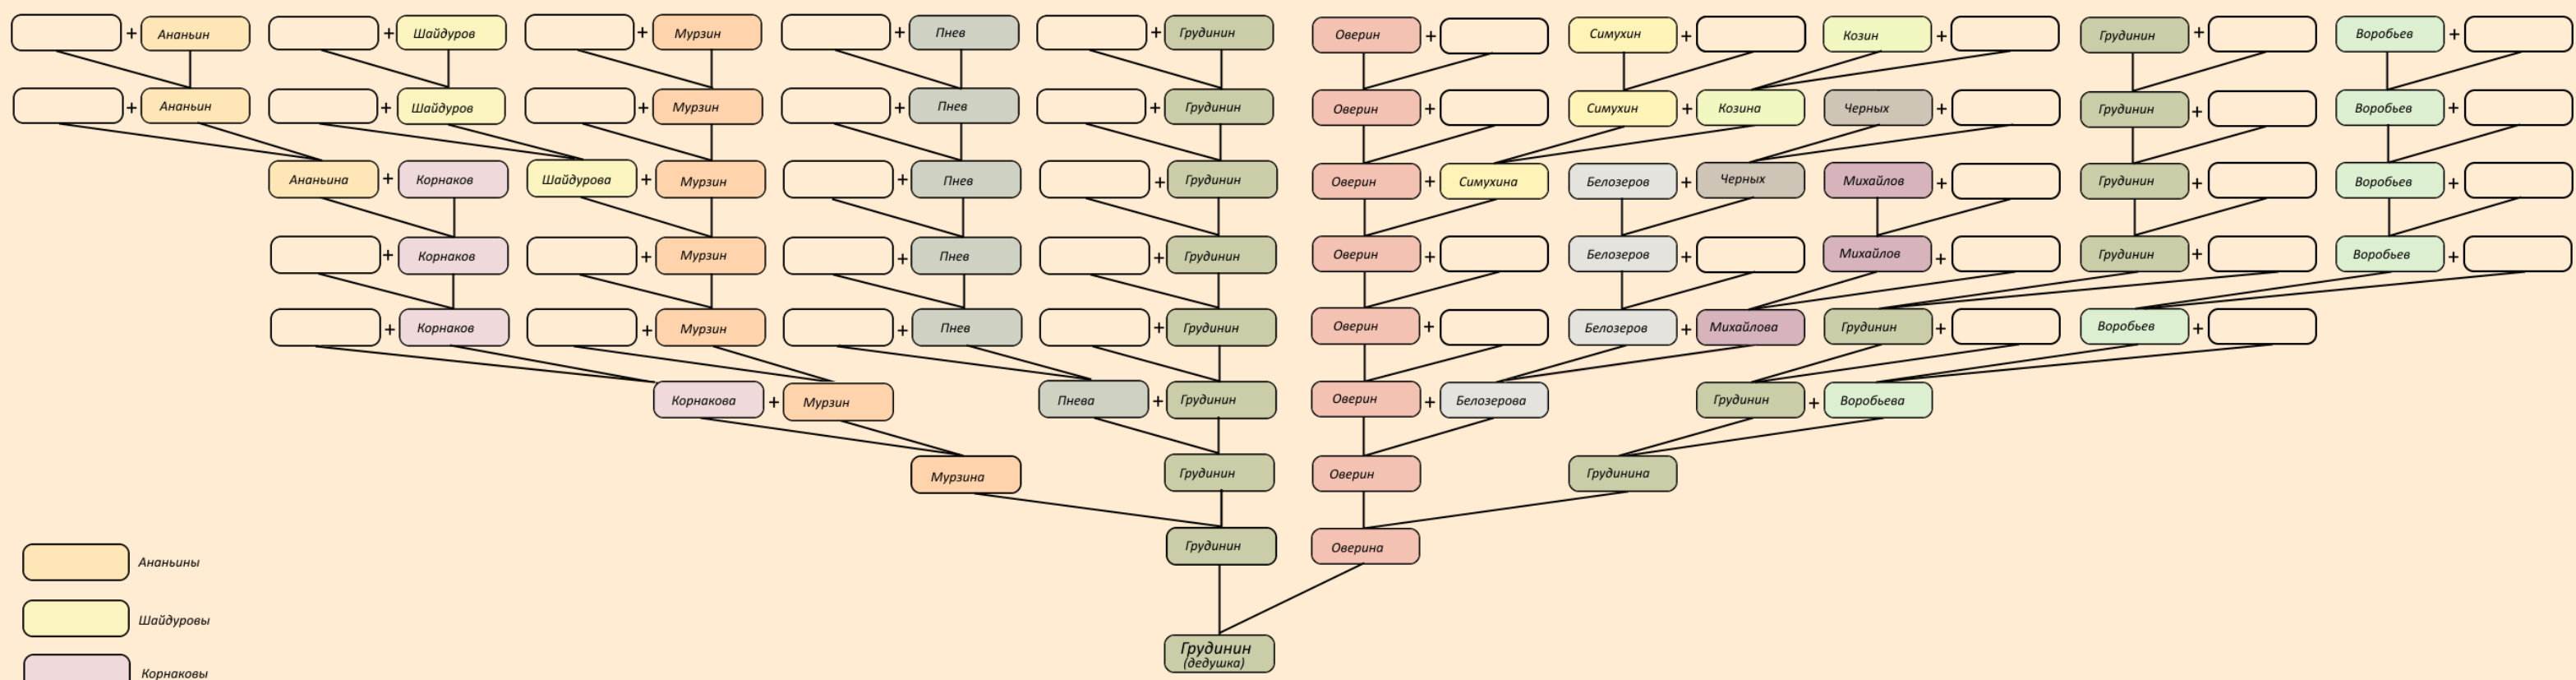 + Ананьин + Шайдуров + Мурзин + Пнев + Грудинин Оверин + Симухин + Козин + Грудинин + Воробьев +
+ Ананьин + Шайдуров + Мурзин + Пнев + Грудинин Оверин + Симухин + Козина Черных + Грудинин + Воробьев +
Ананьина + Корнаков Шайдурова + Мурзин + Пнев + Грудинин Оверин + Симухина Белозеров + Черных Михайлов + Грудинин + Воробьев +
+ Корнаков + Мурзин + Пнев + Грудинин Оверин + Белозеров + Михайлов + Грудинин + Воробьев +
+ Корнаков + Мурзин + Пнев + Грудинин Оверин + Белозеров + Михайлова Грудинин + Воробьев +
Корнакова + Мурзин Пнева + Грудинин Оверин + Белозерова Грудинин + Воробьева
Мурзина Грудинин Оверин Грудинина
Грудинин Оверина
Ананьины
Шайдуровы
Грудинин
(дедушка)
Корнаковы